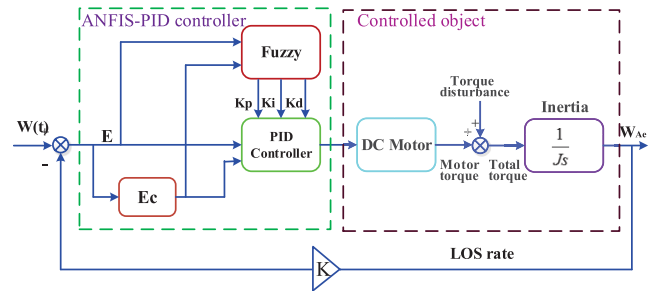 ANFIS-PID controller
Controlled object
Fuzzy
Torque
disturbance
Kp Ki Kd
Inertia
W(t)
E
PID
Controller
DC Motor
+
÷
1
Js
W_Ae
-
Motor
torque
Total
torque
Ec
LOS rate
K